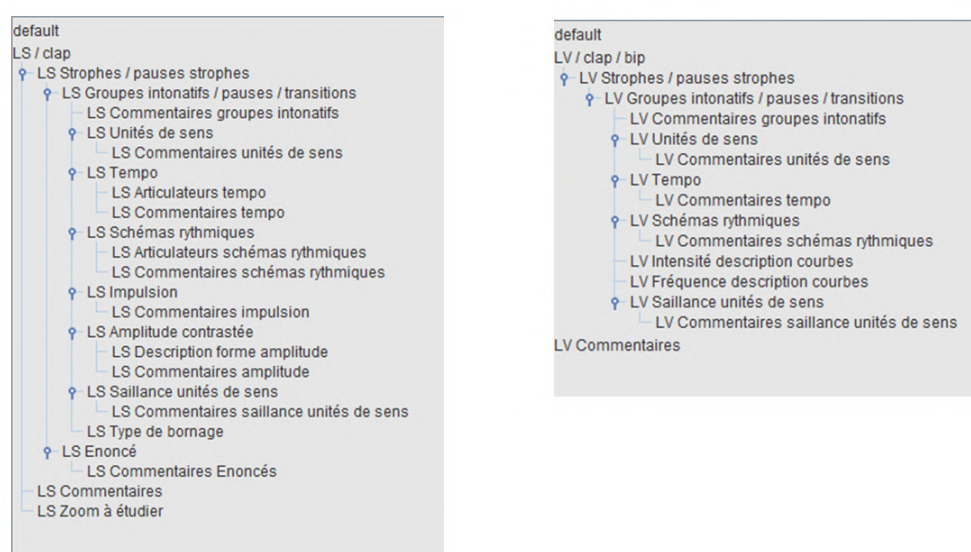 default
LS / clap
LS Strophes / pauses strophes
LS Groupes intonatifs / pauses / transitions
LS Commentaires groupes intonatifs
LS Unités de sens
LS Commentaires unités de sens
LS Tempo
LS Articulateurs tempo
LS Commentaires tempo
LS Schémas rythmiques
LS Articulateurs schémas rythmiques
LS Commentaires schémas rythmiques
LS Impulsion
LS Commentaires impulsion
LS Amplitude contrastée
LS Description forme amplitude
LS Commentaires amplitude
LS Saillance unités de sens
LS Commentaires saillance unités de sens
LS Type de bornage
LS Enoncé
LS Commentaires Enoncés
LS Commentaires
LS Zoom à étudier
default
LV / clap / bip
LV Strophes / pauses strophes
LV Groupes intonatifs / pauses / transitions
LV Commentaires groupes intonatifs
LV Unités de sens
LV Commentaires unités de sens
LV Tempo
LV Commentaires tempo
LV Schémas rythmiques
LV Commentaires schémas rythmiques
LV Intensité description courbes
LV Fréquence description courbes
LV Saillance unités de sens
LV Commentaires saillance unités de sens
LV Commentaires